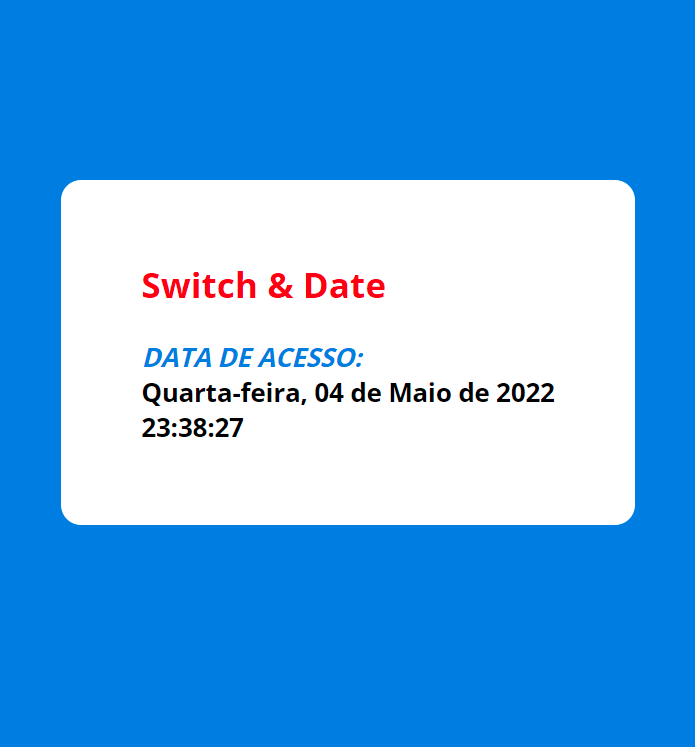 Switch & Date
DATA DE ACESSO:
Quarta-feira, 04 de Maio de 2022
23:38:27